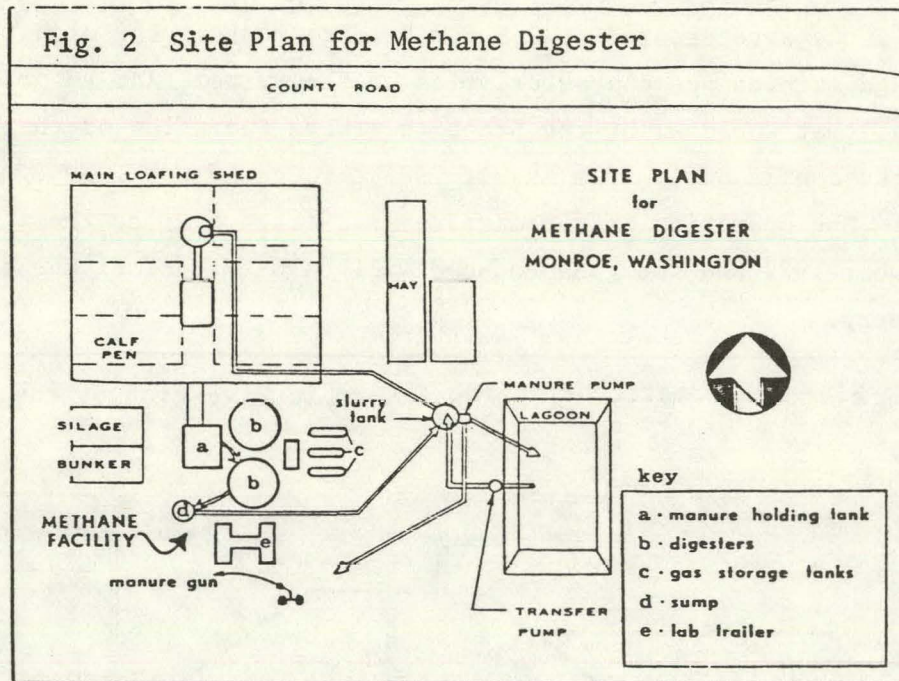 Fig. 2 Site Plan for Methane Digester
COUNTY ROAD
MAIN LOAFING SHED
SITE PLAN
for
METHANE DIGESTER
MONROE, WASHINGTON
HAY
CALF
PEN
slurry
tank
MANURE PUMP
LAGOON
SILAGE
BUNKER
a
b
b
c
d
e
METHANE
FACILITY
manure gun
TRANSFER
PUMP
key
a · manure holding tank
b · digesters
c · gas storage tanks
d · sump
e · lab trailer